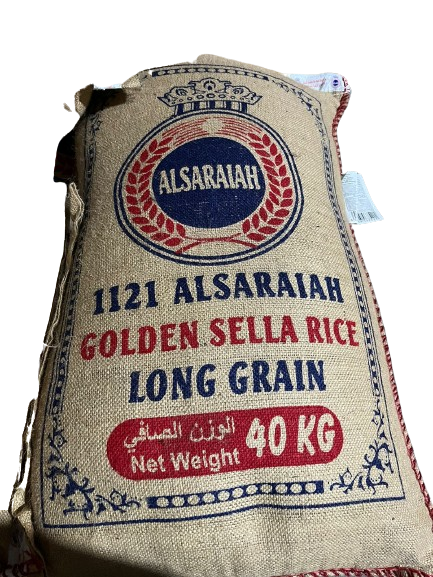 ALSARAIAH
1121 ALSARAIAH
GOLDEN SELLA RICE
LONG GRAIN
الوزن الصافي
Net Weight 40 KG